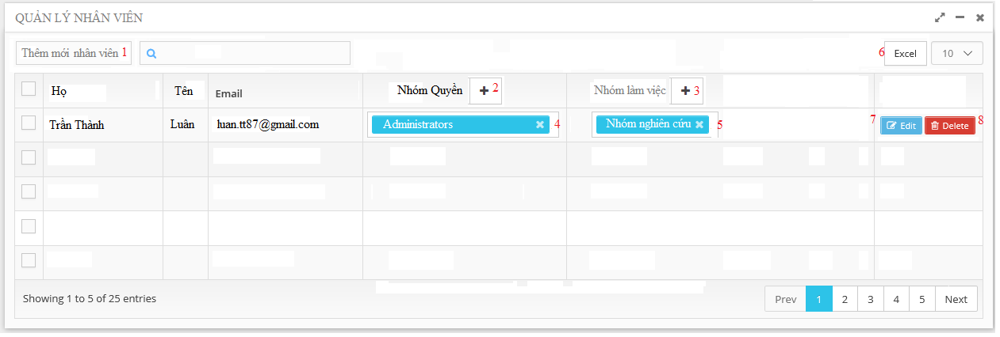 QUẢN LÝ NHÂN VIÊN
Thêm mới nhân viên 1 6 Excel 10
Họ Tên Email Nhóm Quyền + 2 Nhóm làm việc + 3
Trần Thành Luân luan.tt87@gmail.com Administrators × 4 Nhóm nghiên cứu × 5 7 Edit Delete 8
Showing 1 to 5 of 25 entries Prev 1 2 3 4 5 Next